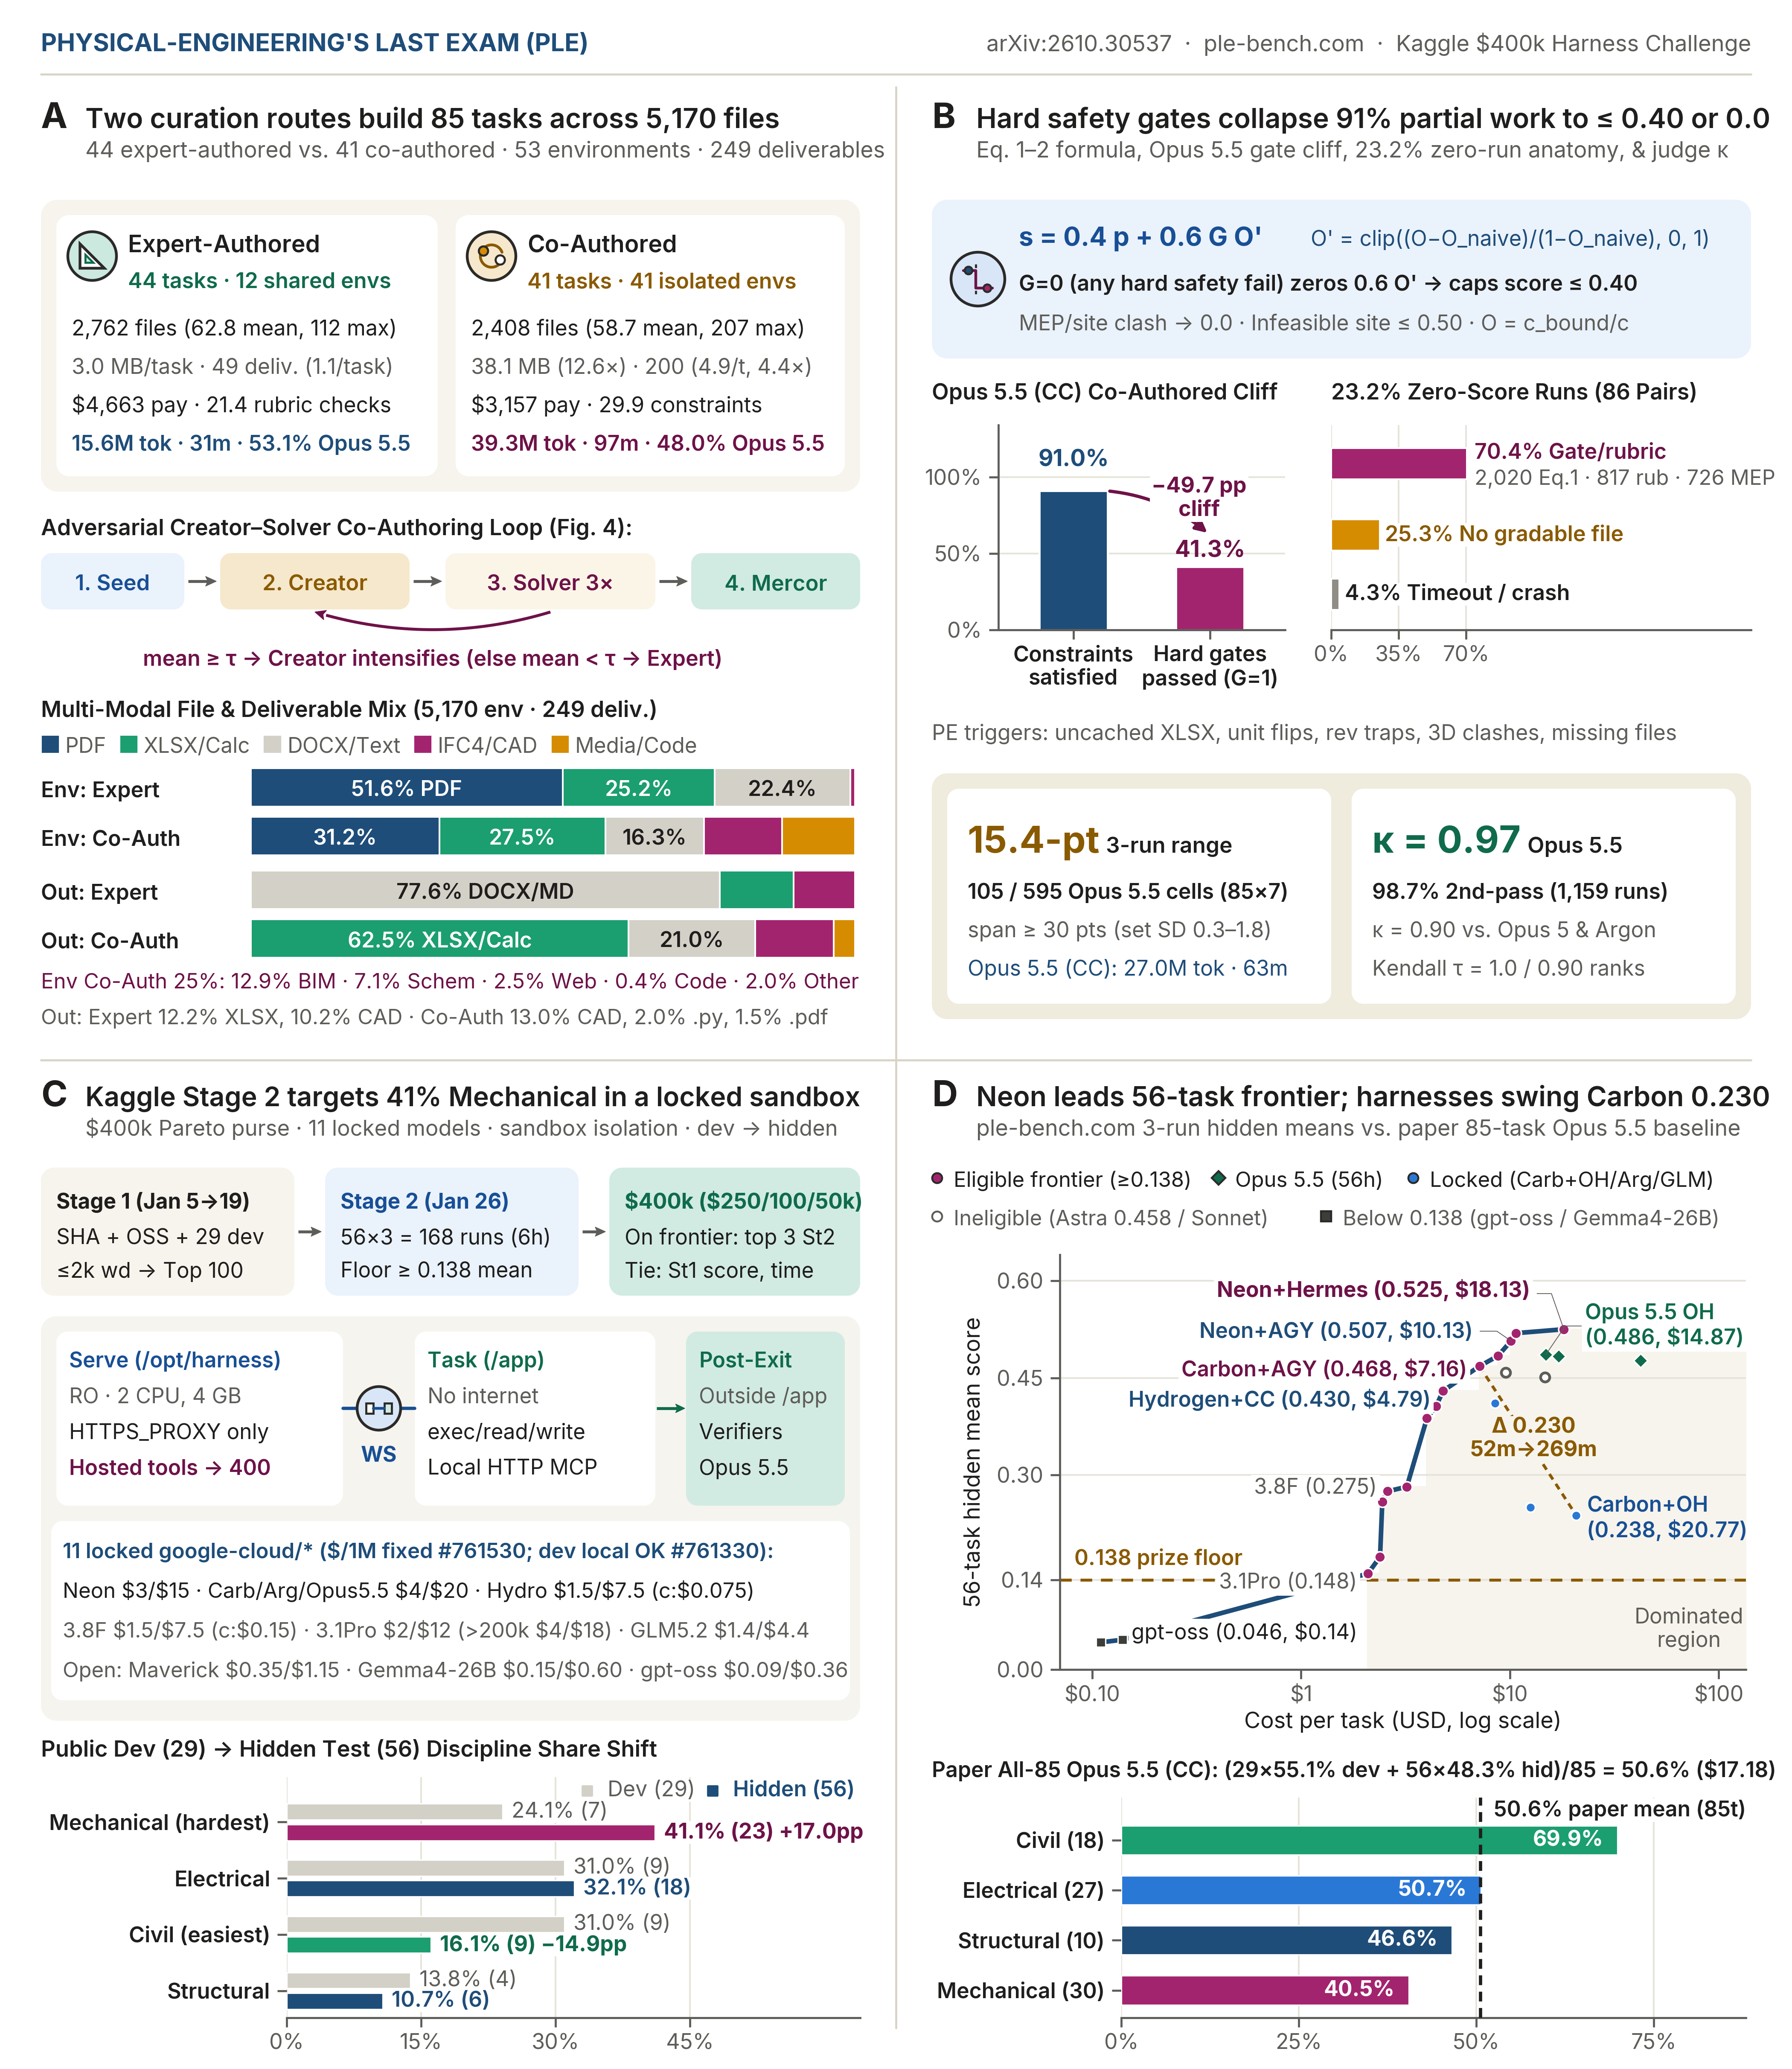 PHYSICAL-ENGINEERING'S LAST EXAM (PLE)
arXiv:2610.30537 · ple-bench.com · Kaggle $400k Harness Challenge
A Two curation routes build 85 tasks across 5,170 files
44 expert-authored vs. 41 co-authored · 53 environments · 249 deliverables
Expert-Authored
44 tasks · 12 shared envs
2,762 files (62.8 mean, 112 max)
3.0 MB/task · 49 deliv. (1.1/task)
$4,663 pay · 21.4 rubric checks
15.6M tok · 31m · 53.1% Opus 5.5
Co-Authored
41 tasks · 41 isolated envs
2,408 files (58.7 mean, 207 max)
38.1 MB (12.6×) · 200 (4.9/t, 4.4×)
$3,157 pay · 29.9 constraints
39.3M tok · 97m · 48.0% Opus 5.5
Adversarial Creator–Solver Co-Authoring Loop (Fig. 4):
1. Seed
2. Creator
3. Solver 3×
4. Mercor
mean ≥ τ → Creator intensifies (else mean < τ → Expert)
Multi-Modal File & Deliverable Mix (5,170 env · 249 deliv.)
PDF XLSX/Calc DOCX/Text IFC4/CAD Media/Code
Env: Expert
51.6% PDF
25.2%
22.4%
Env: Co-Auth
31.2%
27.5%
16.3%
Out: Expert
77.6% DOCX/MD
Out: Co-Auth
62.5% XLSX/Calc
21.0%
Env Co-Auth 25%: 12.9% BIM · 7.1% Schem · 2.5% Web · 0.4% Code · 2.0% Other
Out: Expert 12.2% XLSX, 10.2% CAD · Co-Auth 13.0% CAD, 2.0% .py, 1.5% .pdf
B Hard safety gates collapse 91% partial work to ≤ 0.40 or 0.0
Eq. 1–2 formula, Opus 5.5 gate cliff, 23.2% zero-run anatomy, & judge κ
s = 0.4 p + 0.6 G O'
O' = clip((O−O_naive)/(1−O_naive), 0, 1)
G=0 (any hard safety fail) zeros 0.6 O' → caps score ≤ 0.40
MEP/site clash → 0.0 · Infeasible site ≤ 0.50 · O = c_bound/c
Opus 5.5 (CC) Co-Authored Cliff
100%
50%
0%
91.0%
−49.7 pp
cliff
41.3%
Constraints
satisfied
Hard gates
passed (G=1)
23.2% Zero-Score Runs (86 Pairs)
70.4% Gate/rubric
2,020 Eq.1 · 817 rub · 726 MEP
25.3% No gradable file
4.3% Timeout / crash
0% 35% 70%
PE triggers: uncached XLSX, unit flips, rev traps, 3D clashes, missing files
15.4-pt 3-run range
105 / 595 Opus 5.5 cells (85×7)
span ≥ 30 pts (set SD 0.3–1.8)
Opus 5.5 (CC): 27.0M tok · 63m
κ = 0.97 Opus 5.5
98.7% 2nd-pass (1,159 runs)
κ = 0.90 vs. Opus 5 & Argon
Kendall τ = 1.0 / 0.90 ranks
C Kaggle Stage 2 targets 41% Mechanical in a locked sandbox
$400k Pareto purse · 11 locked models · sandbox isolation · dev → hidden
Stage 1 (Jan 5→19)
SHA + OSS + 29 dev
≤2k wd → Top 100
Stage 2 (Jan 26)
56×3 = 168 runs (6h)
Floor ≥ 0.138 mean
$400k ($250/100/50k)
On frontier: top 3 St2
Tie: St1 score, time
Serve (/opt/harness)
RO · 2 CPU, 4 GB
HTTPS_PROXY only
Hosted tools → 400
WS
Task (/app)
No internet
exec/read/write
Local HTTP MCP
Post-Exit
Outside /app
Verifiers
Opus 5.5
11 locked google-cloud/* ($/1M fixed #761530; dev local OK #761330):
Neon $3/$15 · Carb/Arg/Opus5.5 $4/$20 · Hydro $1.5/$7.5 (c:$0.075)
3.8F $1.5/$7.5 (c:$0.15) · 3.1Pro $2/$12 (>200k $4/$18) · GLM5.2 $1.4/$4.4
Open: Maverick $0.35/$1.15 · Gemma4-26B $0.15/$0.60 · gpt-oss $0.09/$0.36
Public Dev (29) → Hidden Test (56) Discipline Share Shift
Dev (29) Hidden (56)
Mechanical (hardest)
24.1% (7)
41.1% (23) +17.0pp
Electrical
31.0% (9)
32.1% (18)
Civil (easiest)
31.0% (9)
16.1% (9) −14.9pp
Structural
13.8% (4)
10.7% (6)
0% 15% 30% 45%
D Neon leads 56-task frontier; harnesses swing Carbon 0.230
ple-bench.com 3-run hidden means vs. paper 85-task Opus 5.5 baseline
Eligible frontier (≥0.138) Opus 5.5 (56h) Locked (Carb+OH/Arg/GLM)
Ineligible (Astra 0.458 / Sonnet) Below 0.138 (gpt-oss / Gemma4-26B)
56-task hidden mean score
0.60
0.45
0.30
0.14
0.00
Neon+Hermes (0.525, $18.13)
Neon+AGY (0.507, $10.13)
Carbon+AGY (0.468, $7.16)
Hydrogen+CC (0.430, $4.79)
Opus 5.5 OH
(0.486, $14.87)
Δ 0.230
52m→269m
3.8F (0.275)
Carbon+OH
(0.238, $20.77)
0.138 prize floor
3.1Pro (0.148)
gpt-oss (0.046, $0.14)
Dominated
region
$0.10 $1 $10 $100
Cost per task (USD, log scale)
Paper All-85 Opus 5.5 (CC): (29×55.1% dev + 56×48.3% hid)/85 = 50.6% ($17.18)
50.6% paper mean (85t)
Civil (18)
69.9%
Electrical (27)
50.7%
Structural (10)
46.6%
Mechanical (30)
40.5%
0% 25% 50% 75%